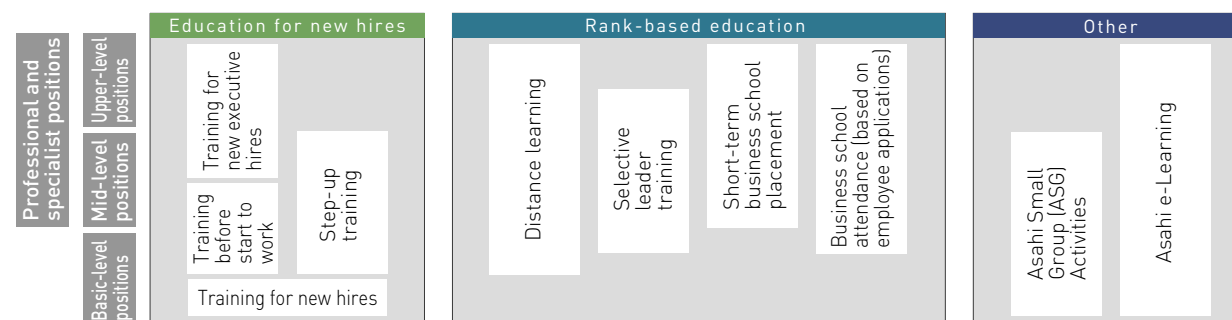 Education for new hires
Rank-based education
Other
Professional and
specialist positions
Upper-level
positions
Mid-level
positions
Basic-level
positions
Training for
new executive
hires
Training
before
start to
work
Step-up
training
Training for new hires
Distance learning
Selective
leader
training
Short-term
business school
placement
Business school
attendance (based on
employee applications)
Asahi Small
Group (ASG)
Activities
Asahi e-Learning